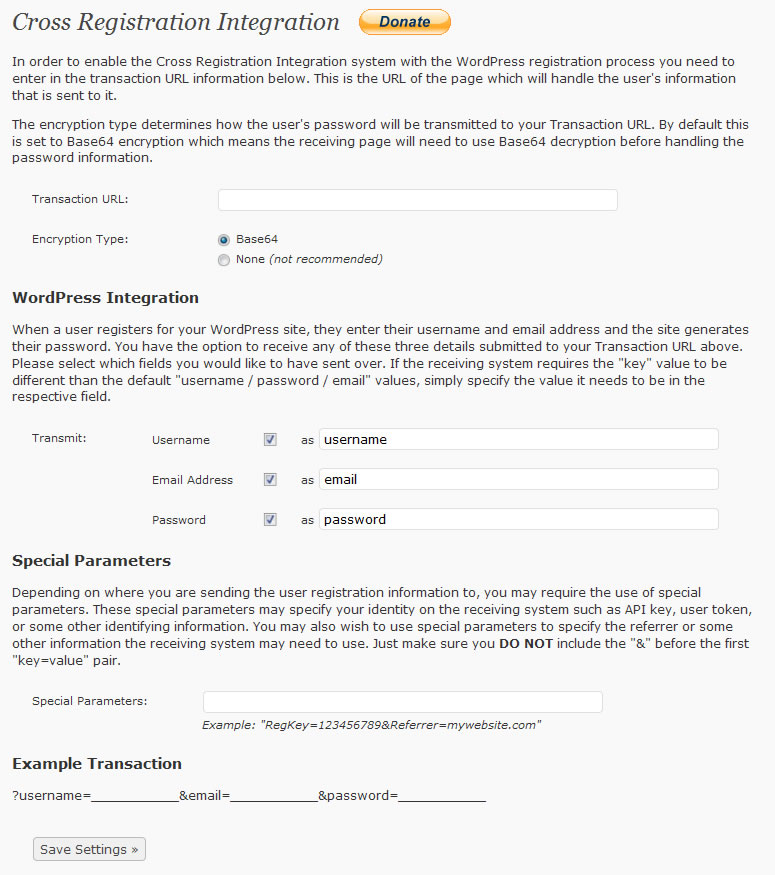 Cross Registration Integration Donate
In order to enable the Cross Registration Integration system with the WordPress registration process you need to
enter in the transaction URL information below. This is the URL of the page which will handle the user's information
that is sent to it.
The encryption type determines how the user's password will be transmitted to your Transaction URL. By default this
is set to Base64 encryption which means the receiving page will need to use Base64 decryption before handling the
password information.
Transaction URL:
Encryption Type: Base64
None (not recommended)
WordPress Integration
When a user registers for your WordPress site, they enter their username and email address and the site generates
their password. You have the option to receive any of these three details submitted to your Transaction URL above.
Please select which fields you would like to have sent over. If the receiving system requires the "key" value to be
different than the default "username / password / email" values, simply specify the value it needs to be in the
respective field.
Transmit: Username as username
Email Address as email
Password as password
Special Parameters
Depending on where you are sending the user registration information to, you may require the use of special
parameters. These special parameters may specify your identity on the receiving system such as API key, user token,
or some other identifying information. You may also wish to use special parameters to specify the referrer or some
other information the receiving system may need to use. Just make sure you DO NOT include the "&" before the first
"key=value" pair.
Special Parameters:
Example: "RegKey=123456789&Referrer=mywebsite.com"
Example Transaction
?username=____________&email=____________&password=____________
Save Settings »